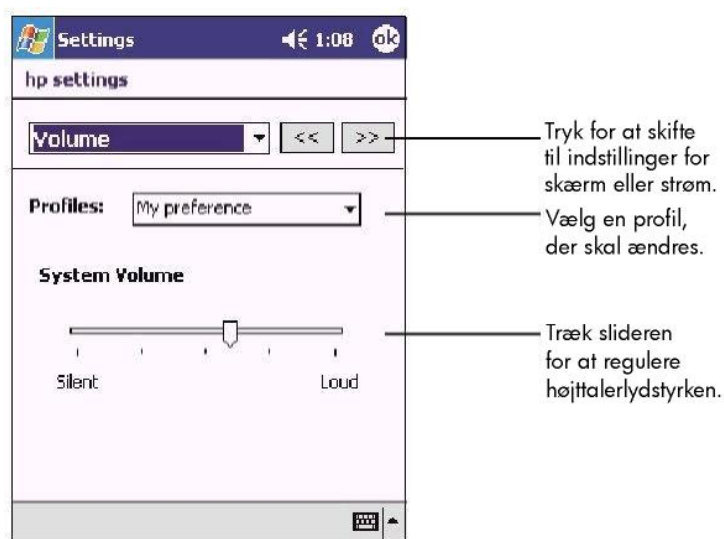 Settings 1:08 ok
hp settings
Volume << >>
Tryk for at skifte
til indstillinger for
skærm eller strøm.
Profiles: My preference
Vælg en profil,
der skal ændres.
System Volume
Træk slideren
for at regulere
højttalerlydstyrken.
Silent Loud